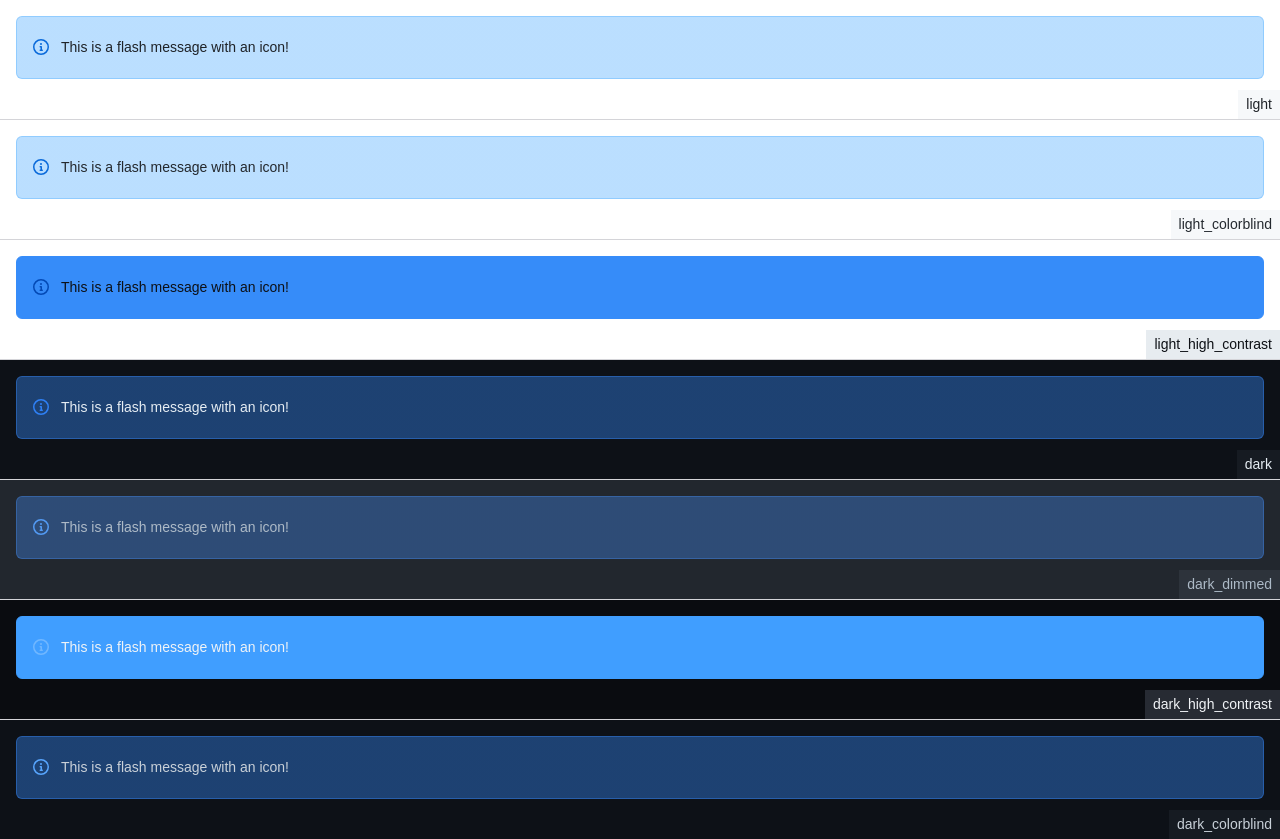 This is a flash message with an icon!
light
This is a flash message with an icon!
light_colorblind
This is a flash message with an icon!
light_high_contrast
This is a flash message with an icon!
dark
This is a flash message with an icon!
dark_dimmed
This is a flash message with an icon!
dark_high_contrast
This is a flash message with an icon!
dark_colorblind